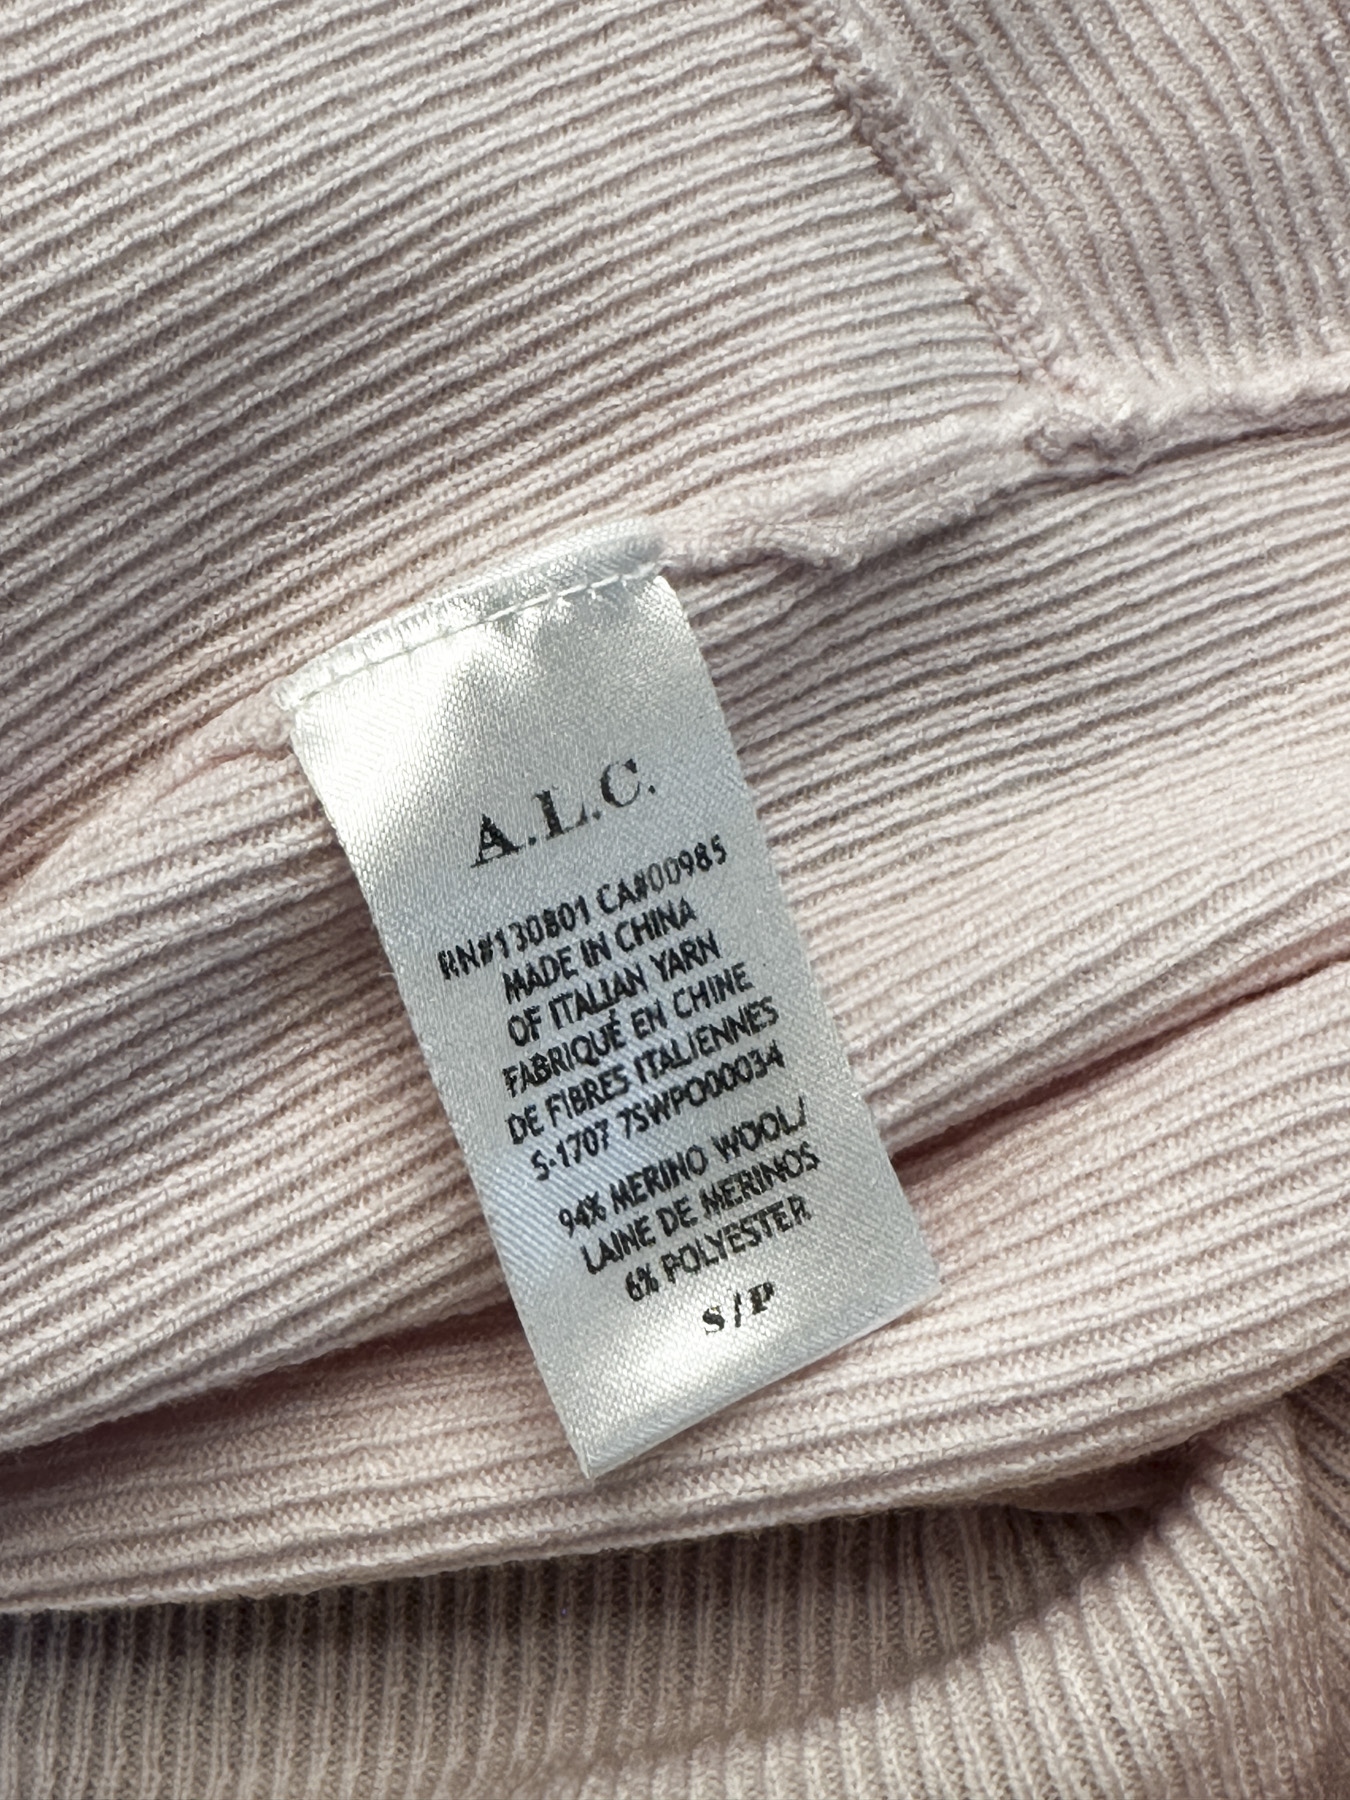 A.L.C.
RN#130801 CA#00985
MADE IN CHINA
OF ITALIAN YARN
FABRIQUÉ EN CHINE
DE FIBRES ITALIENNES
S-1707 7SWPO00034
94% MERINO WOOL/
LAINE DE MERINOS
6% POLYESTER
S/P